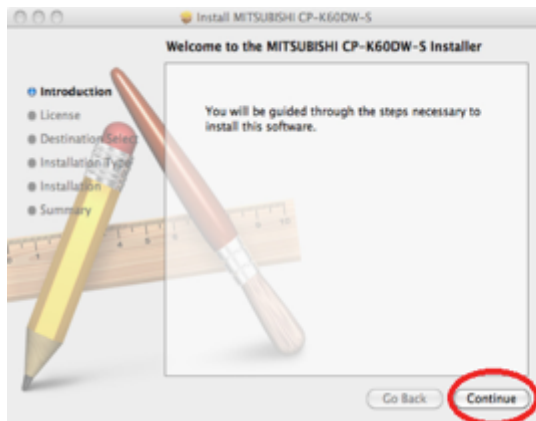 Install MITSUBISHI CP-K60DW-S
Welcome to the MITSUBISHI CP-K60DW-S Installer
Introduction
License
Destination Select
Installation Type
Installation
Summary
You will be guided through the steps necessary to
install this software.
Go Back
Continue